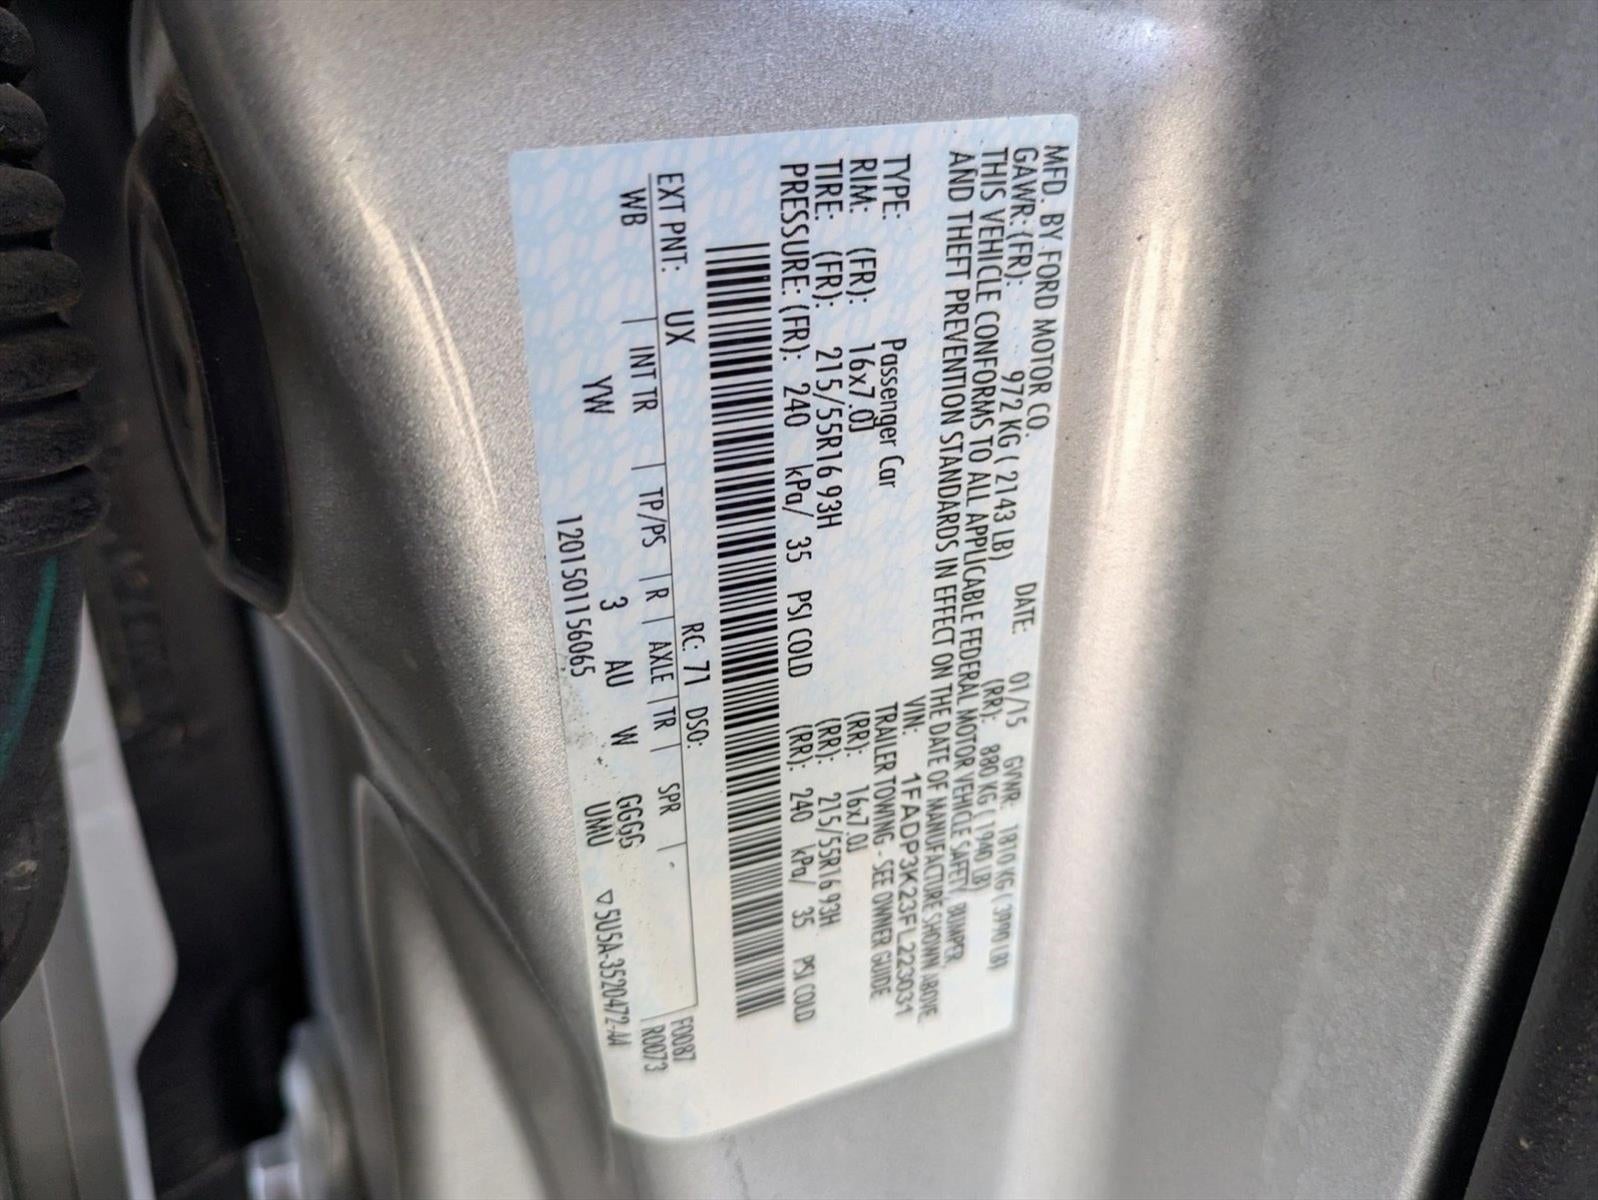 MFD. BY FORD MOTOR CO.
DATE: 01/15 GVWR: 1810 KG ( 3990 LB)
GAWR: (FR): 972 KG ( 2143 LB) (RR): 880 KG ( 1940 LB)
THIS VEHICLE CONFORMS TO ALL APPLICABLE FEDERAL MOTOR VEHICLE SAFETY, BUMPER,
AND THEFT PREVENTION STANDARDS IN EFFECT ON THE DATE OF MANUFACTURE SHOWN ABOVE.
VIN: 1FADP3K23FL223031
TYPE: Passenger Car TRAILER TOWING - SEE OWNER GUIDE
RIM: (FR): 16x7.0J (RR): 16x7.0J
TIRE: (FR): 215/55R16 93H (RR): 215/55R16 93H
PRESSURE: (FR): 240 kPa/ 35 PSI COLD (RR): 240 kPa/ 35 PSI COLD
EXT PNT: UX RC: 71 DSO: F0087
WB | INT TR | TP/PS | R | AXLE | TR | SPR | R0073
YW 3 AU W GGGG
UMU
1201501156065 ▽5U5A-3520472-AA